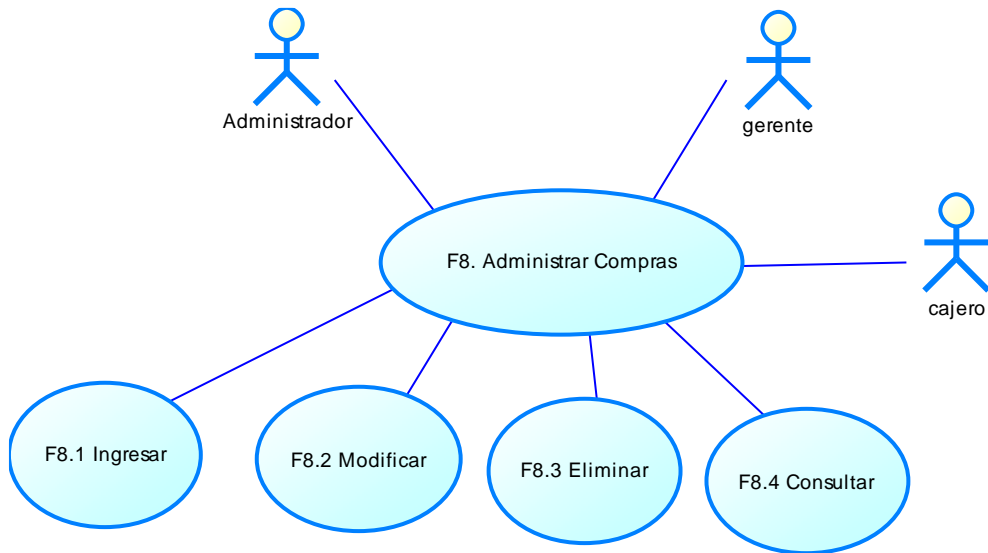 Administrador
gerente
F8. Administrar Compras
cajero
F8.1 Ingresar
F8.2 Modificar
F8.3 Eliminar
F8.4 Consultar